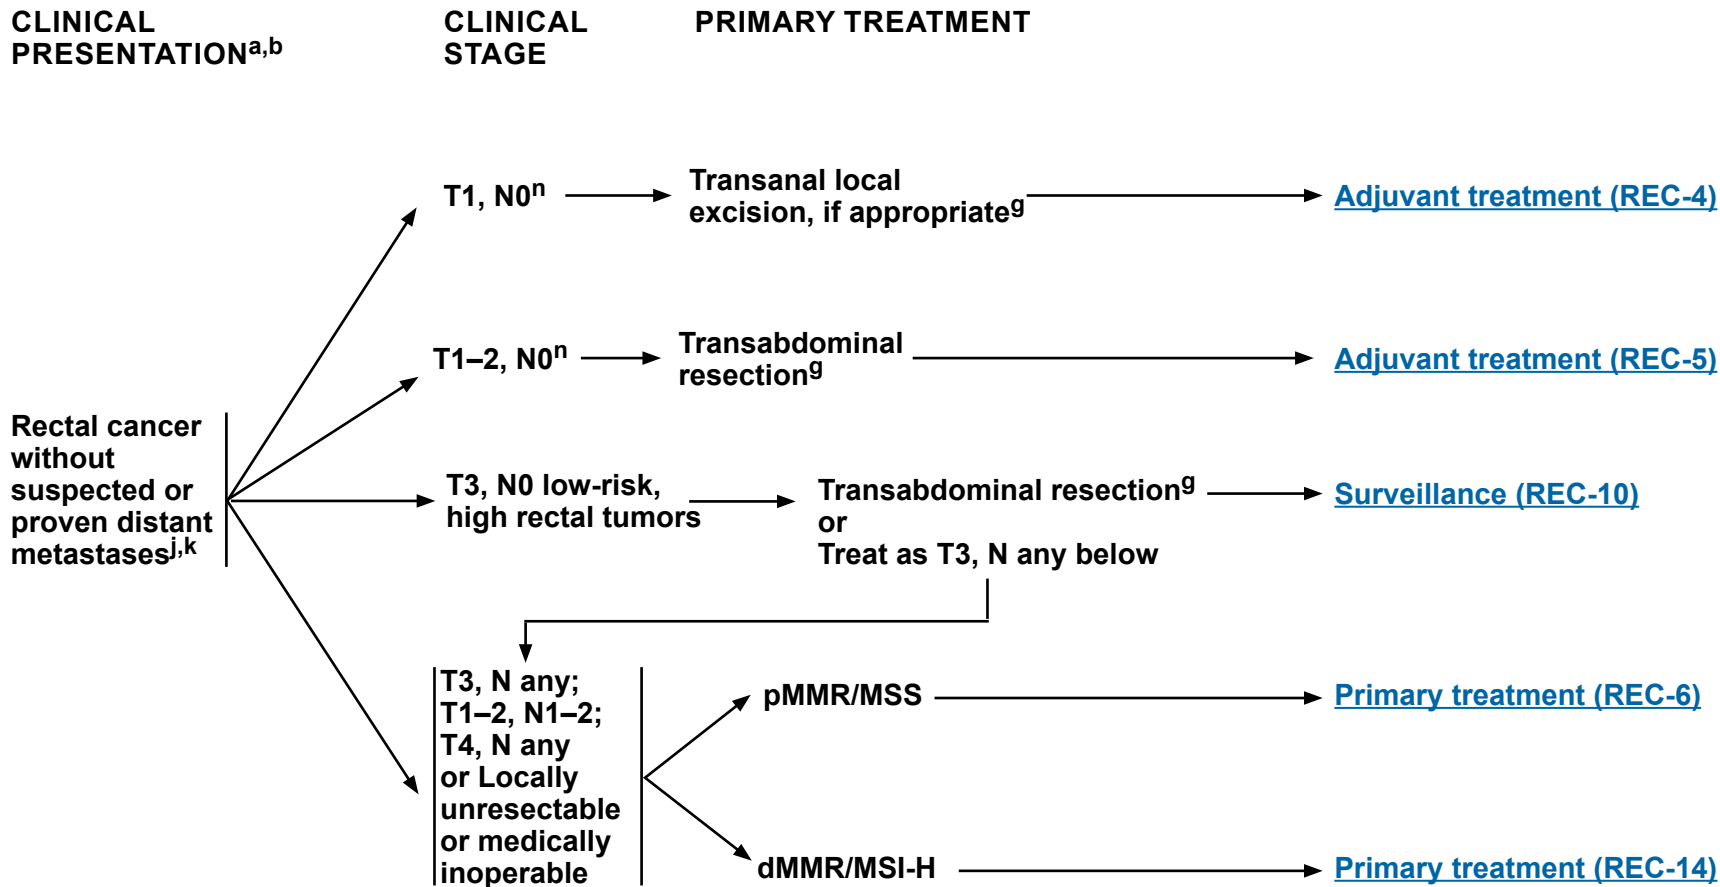 CLINICAL
PRESENTATIONa,b
CLINICAL
STAGE
PRIMARY TREATMENT
T1, N0n
Transanal local
excision, if appropriateg
Adjuvant treatment (REC-4)
T1–2, N0n
Transabdominal
resectiong
Adjuvant treatment (REC-5)
Rectal cancer
without
suspected or
proven distant
metastasesj,k
T3, N0 low-risk,
high rectal tumors
Transabdominal resectiong
or
Treat as T3, N any below
Surveillance (REC-10)
T3, N any;
T1–2, N1–2;
T4, N any
or Locally
unresectable
or medically
inoperable
pMMR/MSS
Primary treatment (REC-6)
dMMR/MSI-H
Primary treatment (REC-14)